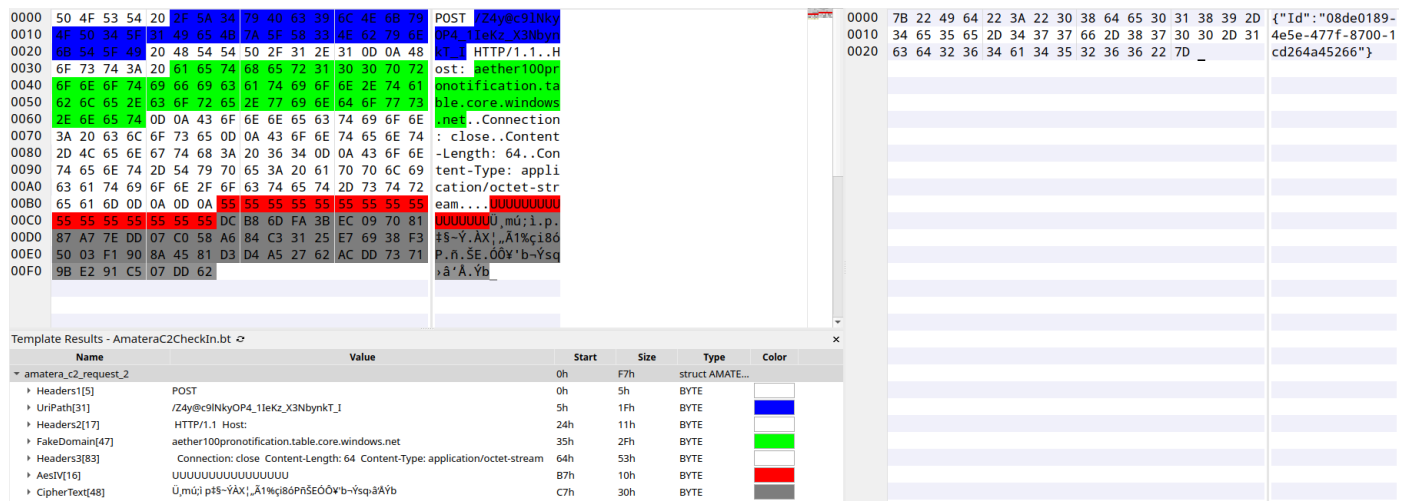 0000 50 4F 53 54 20 2F 5A 34 79 40 63 39 6C 4E 6B 79 POST /Z4y@c9lNky
0010 4F 50 34 5F 31 49 65 4B 7A 5F 58 33 4E 62 79 6E OP4_1IeKz_X3Nbyn
0020 6B 54 5F 49 20 48 54 54 50 2F 31 2E 31 0D 0A 48 kT_I HTTP/1.1..H
0030 6F 73 74 3A 20 61 65 74 68 65 72 31 30 30 70 72 ost: aether100pr
0040 6F 6E 6F 74 69 66 69 63 61 74 69 6F 6E 2E 74 61 onotification.ta
0050 62 6C 65 2E 63 6F 72 65 2E 77 69 6E 64 6F 77 73 ble.core.windows
0060 2E 6E 65 74 0D 0A 43 6F 6E 6E 65 63 74 69 6F 6E .net..Connection
0070 3A 20 63 6C 6F 73 65 0D 0A 43 6F 6E 74 65 6E 74 : close..Content
0080 2D 4C 65 6E 67 74 68 3A 20 36 34 0D 0A 43 6F 6E -Length: 64..Con
0090 74 65 6E 74 2D 54 79 70 65 3A 20 61 70 70 6C 69 tent-Type: appli
00A0 63 61 74 69 6F 6E 2F 6F 63 74 65 74 2D 73 74 72 cation/octet-str
00B0 65 61 6D 0D 0A 0D 0A 55 55 55 55 55 55 55 55 55 eam....UUUUUUUUU
00C0 55 55 55 55 55 55 55 DC B8 6D FA 3B EC 09 70 81 UUUUUUUÜ¸mú;ì.p.
00D0 87 A7 7E DD 07 C0 58 A6 84 C3 31 25 E7 69 38 F3 ‡§~Ý.ÀX¦„Ã1%çi8ó
00E0 50 03 F1 90 8A 45 81 D3 D4 A5 27 62 AC DD 73 71 P.ñ.ŠE.ÓÔ¥'b¬Ýsq
00F0 9B E2 91 C5 07 DD 62 ›â‘Å.Ýb
0000 7B 22 49 64 22 3A 22 30 38 64 65 30 31 38 39 2D {"Id":"08de0189-
0010 34 65 35 65 2D 34 37 37 66 2D 38 37 30 30 2D 31 4e5e-477f-8700-1
0020 63 64 32 36 34 61 34 35 32 36 36 22 7D cd264a45266"}
Template Results - AmateraC2CheckIn.bt
Name Value Start Size Type Color
amatera_c2_request_2 0h F7h struct AMATE...
Headers1[5] POST 0h 5h BYTE
UriPath[31] /Z4y@c9lNkyOP4_1IeKz_X3NbynkT_I 5h 1Fh BYTE
Headers2[17] HTTP/1.1 Host: 24h 11h BYTE
FakeDomain[47] aether100pronotification.table.core.windows.net 35h 2Fh BYTE
Headers3[83] Connection: close Content-Length: 64 Content-Type: application/octet-stream 64h 53h BYTE
AesIV[16] UUUUUUUUUUUUUUUU B7h 10h BYTE
CipherText[48] Ü¸mú;ì p‡§~ÝÀX¦„Ã1%çi8óPñŠEÓÔ¥'b¬Ýsq›â‘ÅÝb C7h 30h BYTE